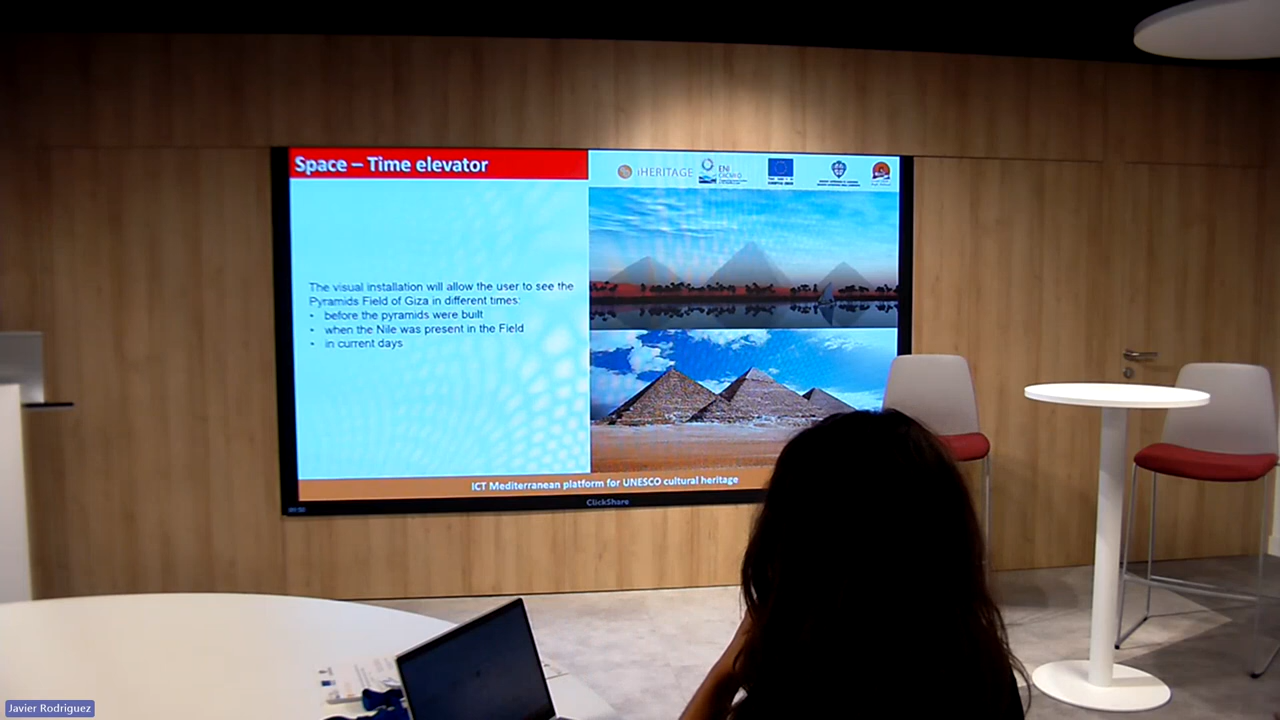 Space – Time elevator
iHERITAGE
ENI
The visual installation will allow the user to see the
Pyramids Field of Giza in different times:
• before the pyramids were built
• when the Nile was present in the Field
• in current days
ICT Mediterranean platform for UNESCO cultural heritage
ClickShare
Javier Rodriguez